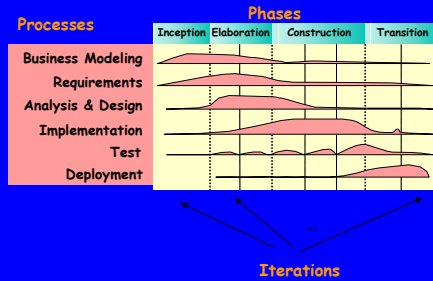 Phases
Processes
Inception Elaboration Construction Transition
Business Modeling
Requirements
Analysis & Design
Implementation
Test
Deployment
...
Iterations